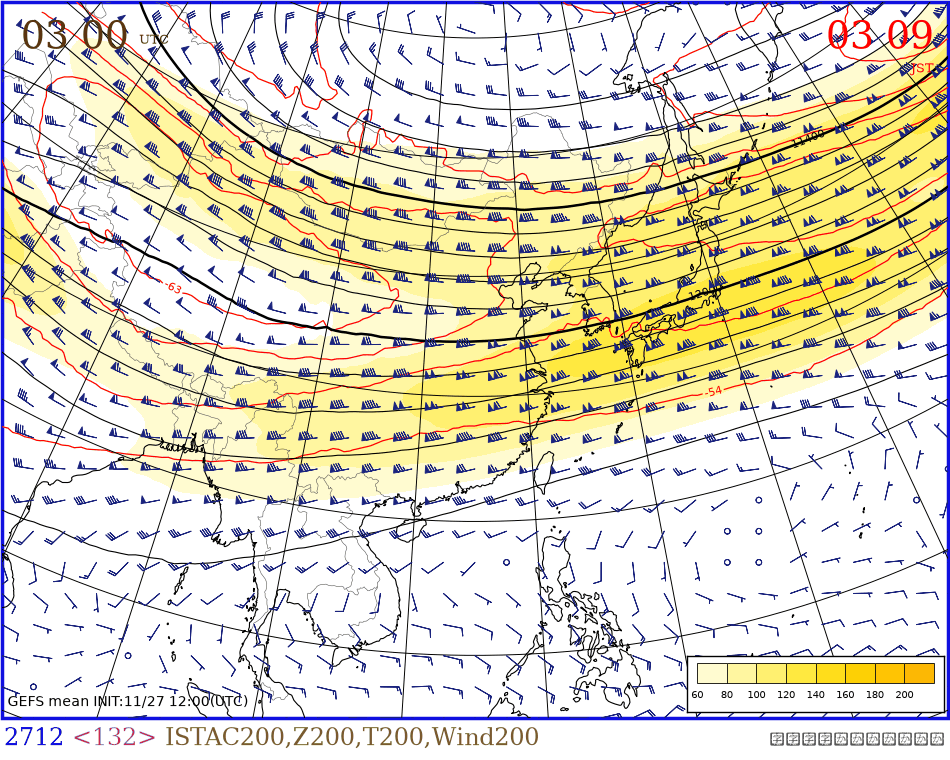 03 00 UTC
03 09 JST
11400
-63
-54
60 80 100 120 140 160 180 200
GEFS mean INIT:11/27 12:00(UTC)
2712 <132> ISTAC200,Z200,T200,Wind200